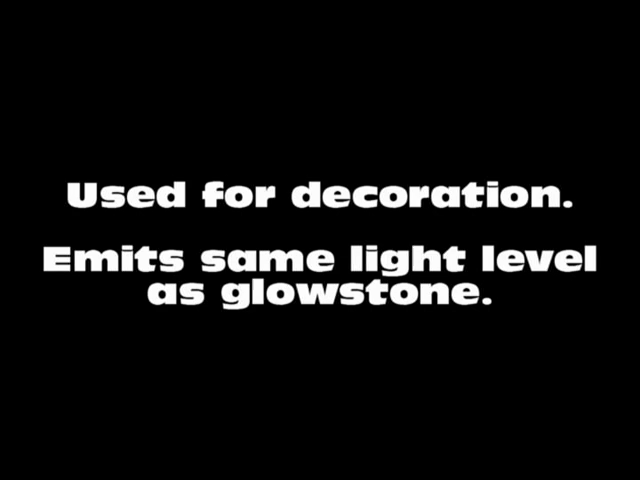 Used for decoration.
Emits same light level
as glowstone.